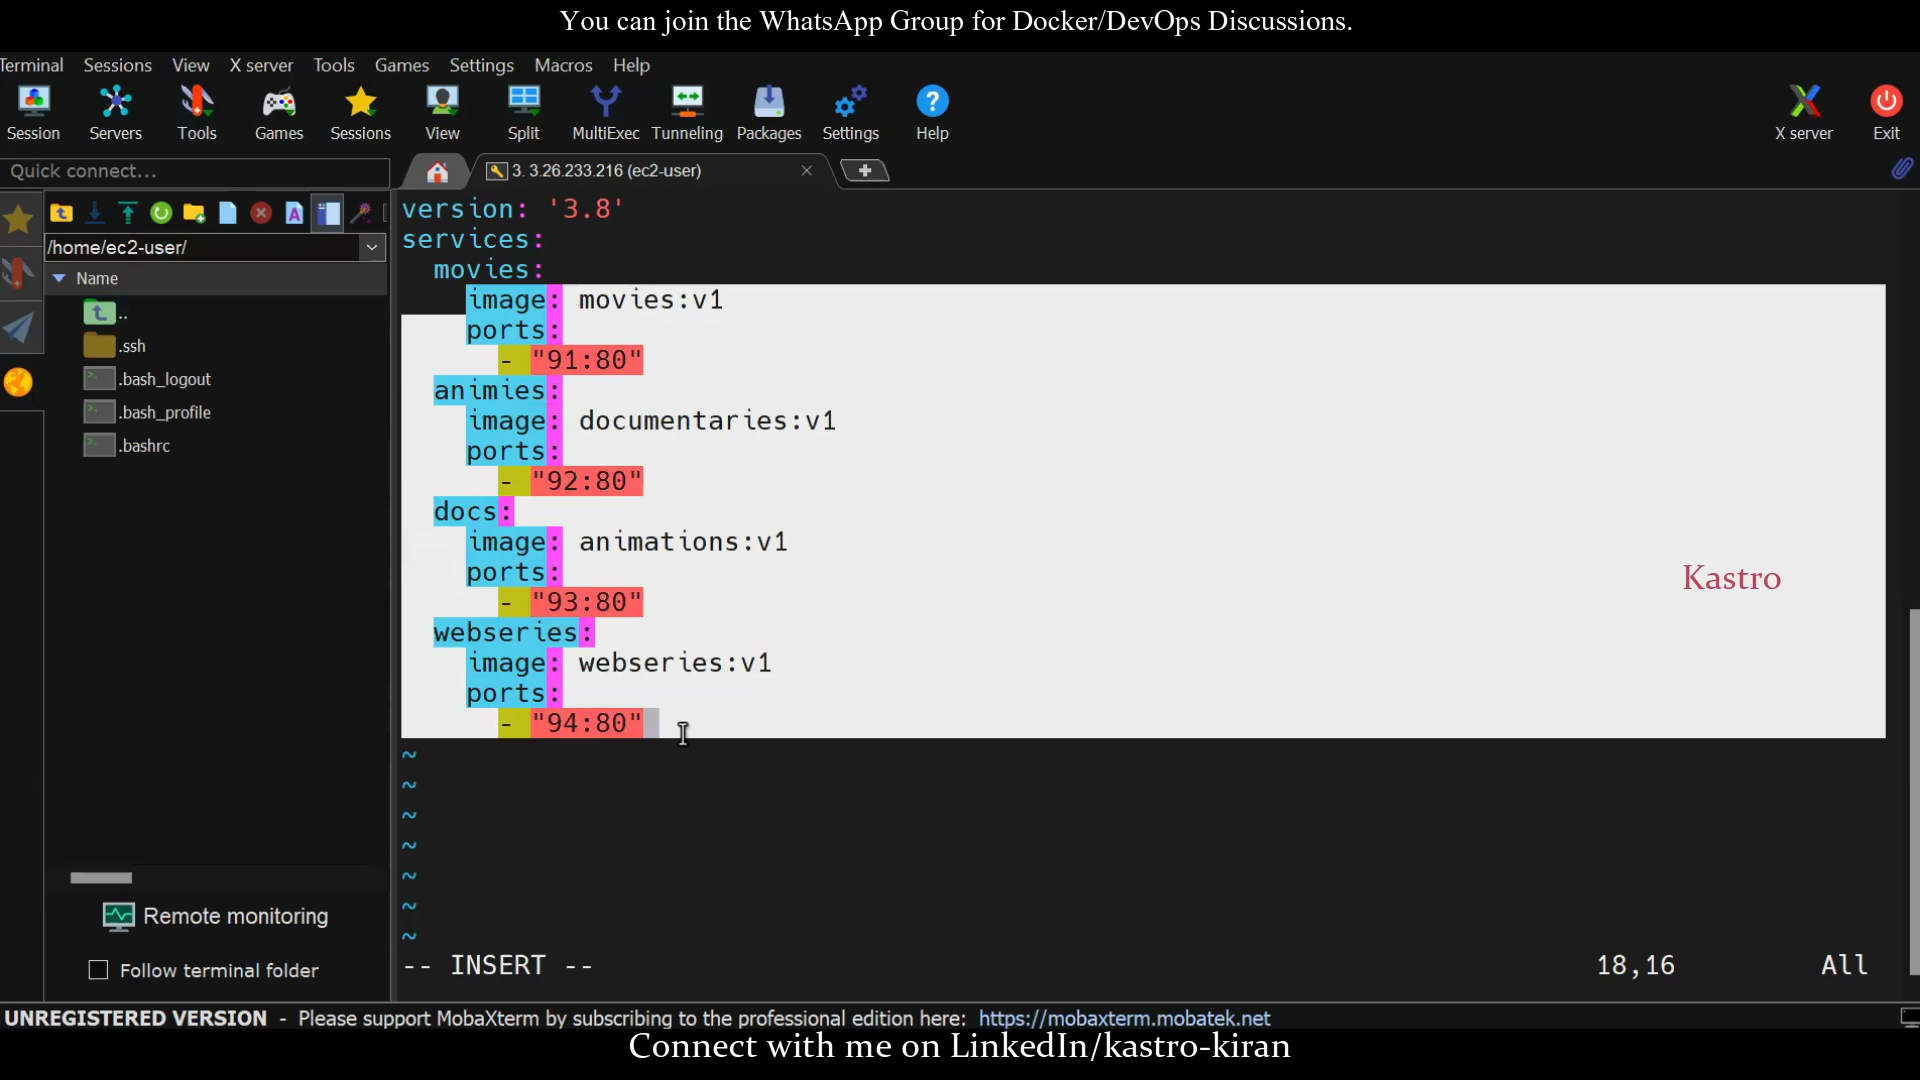 You can join the WhatsApp Group for Docker/DevOps Discussions.
Terminal Sessions View X server Tools Games Settings Macros Help
Session Servers Tools Games Sessions View Split MultiExec Tunneling Packages Settings Help X server Exit
Quick connect...
3. 3.26.233.216 (ec2-user)
/home/ec2-user/
Name
..
.ssh
.bash_logout
.bash_profile
.bashrc
version: '3.8'
services:
  movies:
    image: movies:v1
    ports:
      - "91:80"
  animies:
    image: documentaries:v1
    ports:
      - "92:80"
  docs:
    image: animations:v1
    ports:
      - "93:80"
  webseries:
    image: webseries:v1
    ports:
      - "94:80"
~
~
~
~
~
~
~
-- INSERT -- 18,16 All
Kastro
Remote monitoring
Follow terminal folder
UNREGISTERED VERSION - Please support MobaXterm by subscribing to the professional edition here: https://mobaxterm.mobatek.net
Connect with me on LinkedIn/kastro-kiran